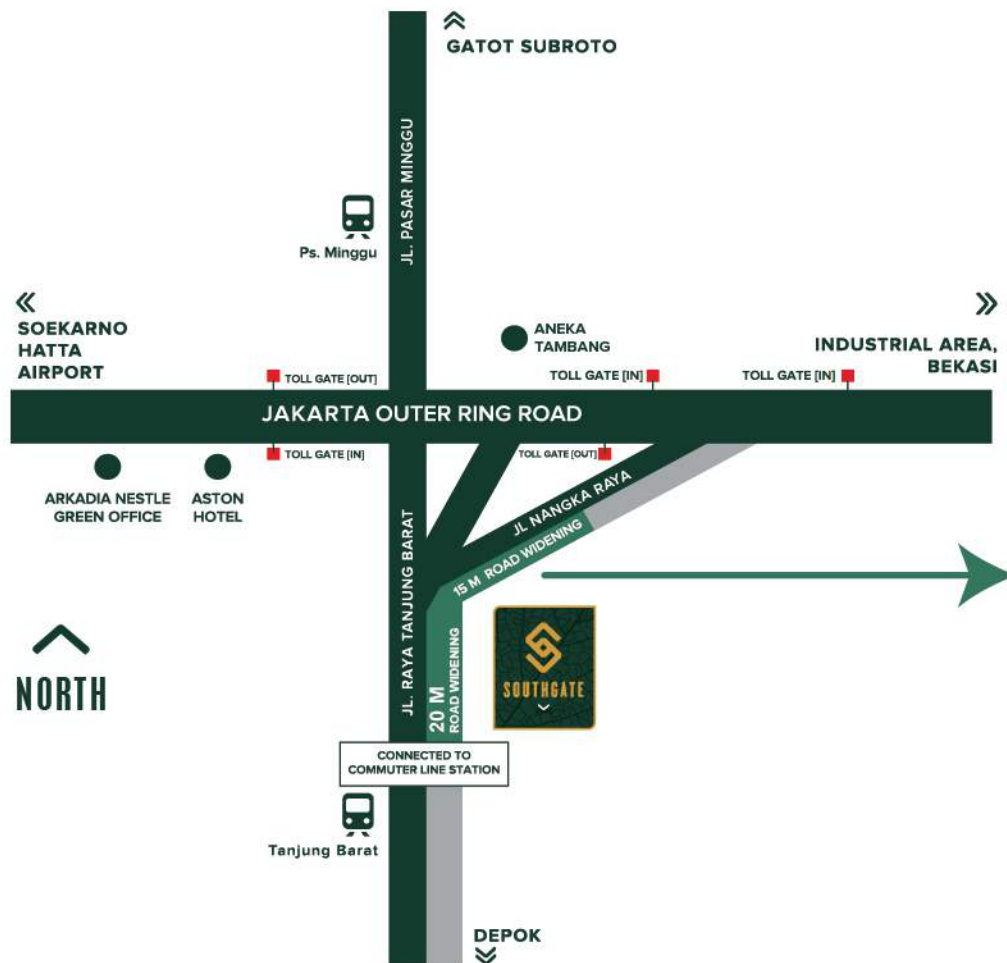 GATOT SUBROTO
JL. PASAR MINGGU
Ps. Minggu
SOEKARNO
HATTA
AIRPORT
ANEKA
TAMBANG
INDUSTRIAL AREA,
BEKASI
TOLL GATE [OUT]
TOLL GATE [IN]
TOLL GATE [IN]
JAKARTA OUTER RING ROAD
TOLL GATE [IN]
TOLL GATE [OUT]
ARKADIA NESTLE
GREEN OFFICE
ASTON
HOTEL
JL NANGKA RAYA
15 M ROAD WIDENING
JL. RAYA TANJUNG BARAT
20 M
ROAD WIDENING
SOUTHGATE
NORTH
CONNECTED TO
COMMUTER LINE STATION
Tanjung Barat
DEPOK